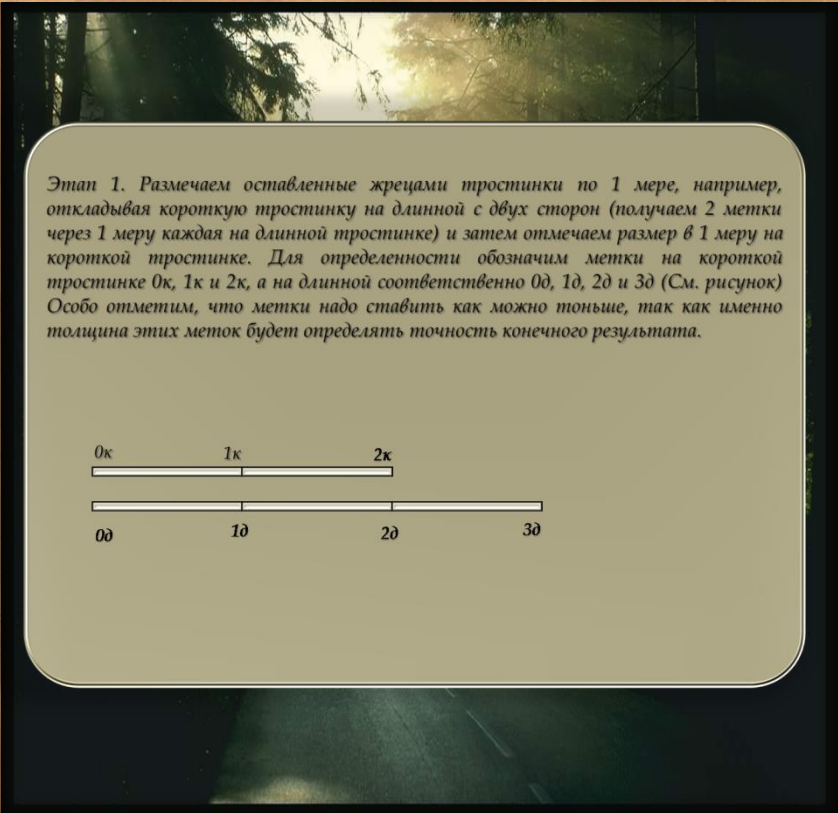 Этап 1. Размечаем оставленные жрецами тростинки по 1 мере, например,
откладывая короткую тростинку на длинной с двух сторон (получаем 2 метки
через 1 меру каждая на длинной тростинке) и затем отмечаем размер в 1 меру на
короткой тростинке. Для определенности обозначим метки на короткой
тростинке 0к, 1к и 2к, а на длинной соответственно 0д, 1д, 2д и 3д (См. рисунок)
Особо отметим, что метки надо ставить как можно тоньше, так как именно
толщина этих меток будет определять точность конечного результата.
0к 1к 2к
0д 1д 2д 3д